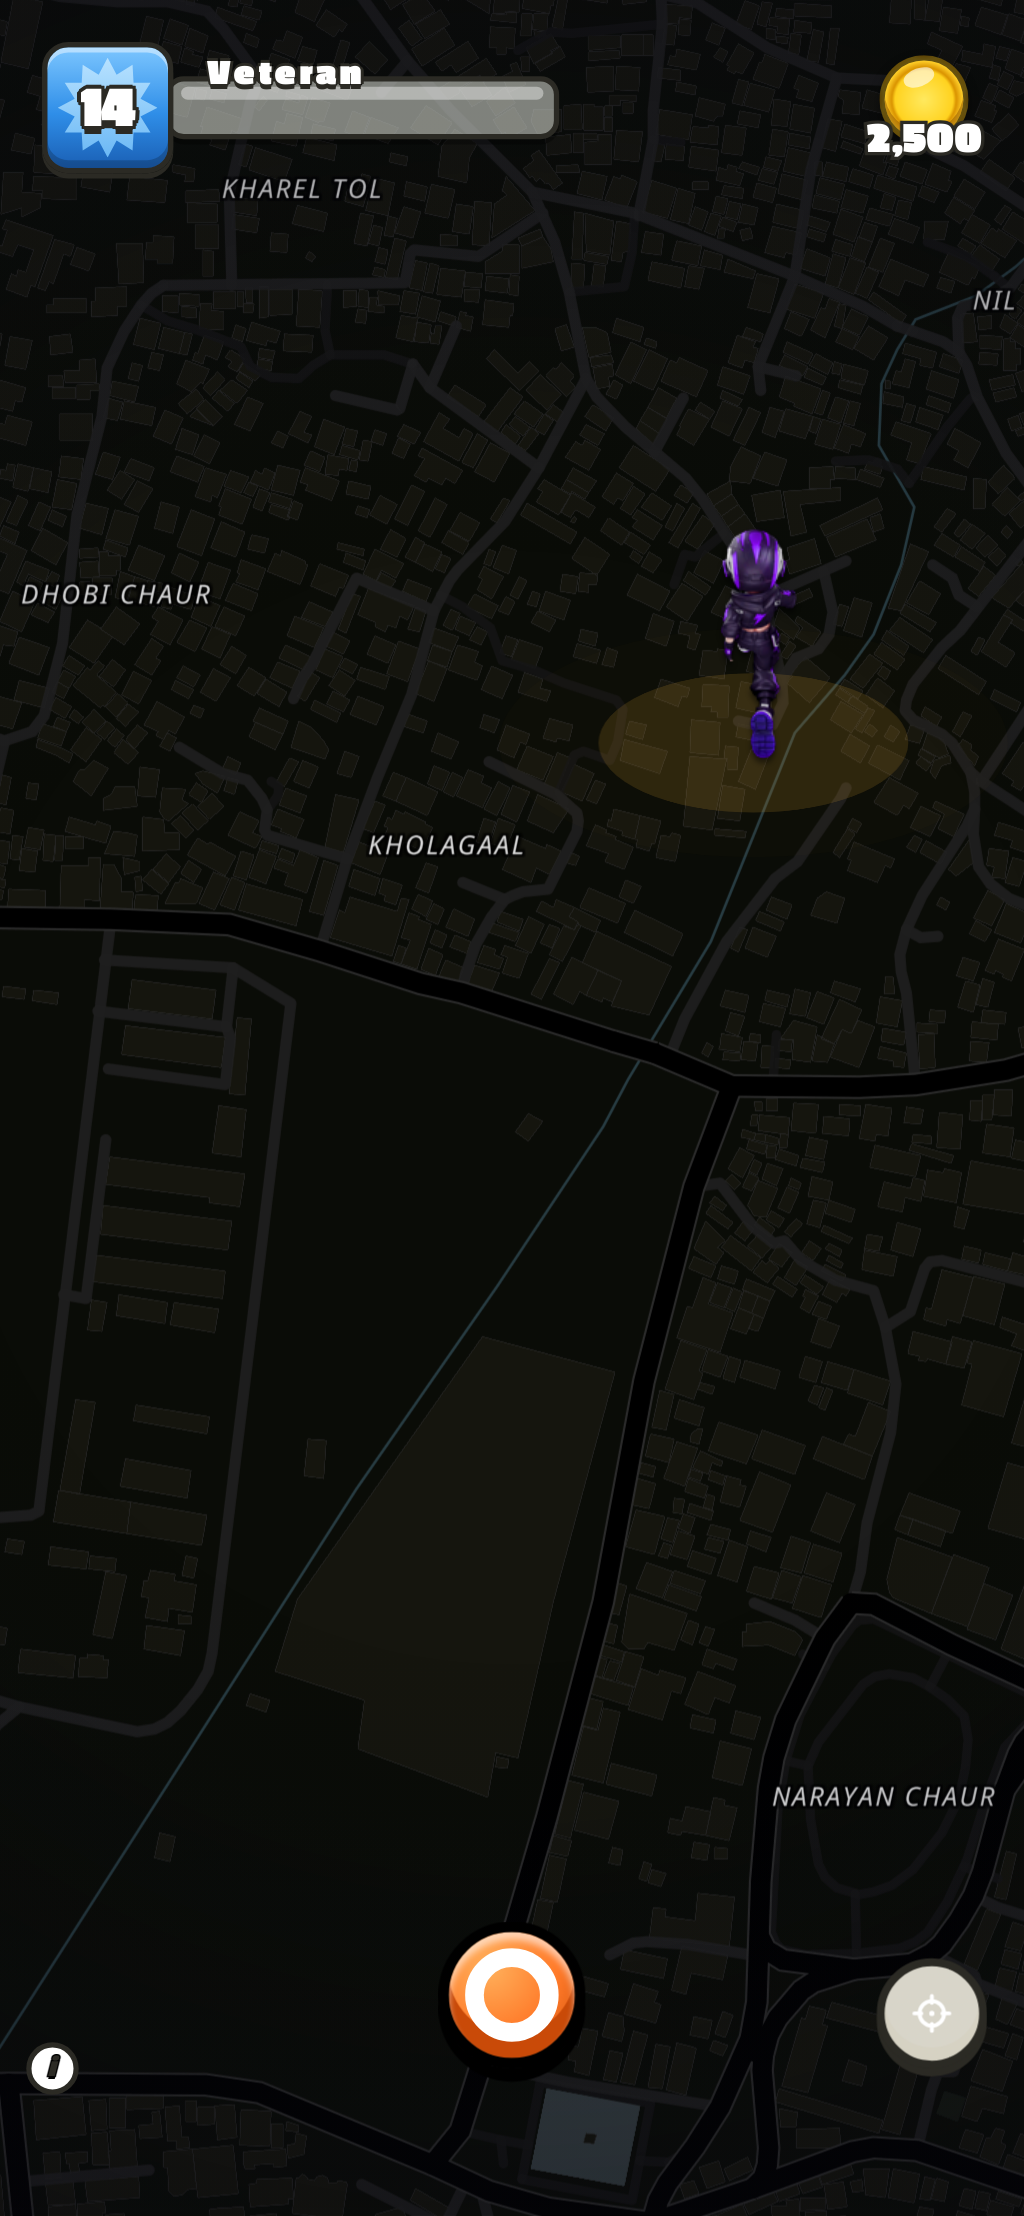 Veteran
14
2,500
KHAREL TOL
NIL
DHOBI CHAUR
KHOLAGAAL
NARAYAN CHAUR
i